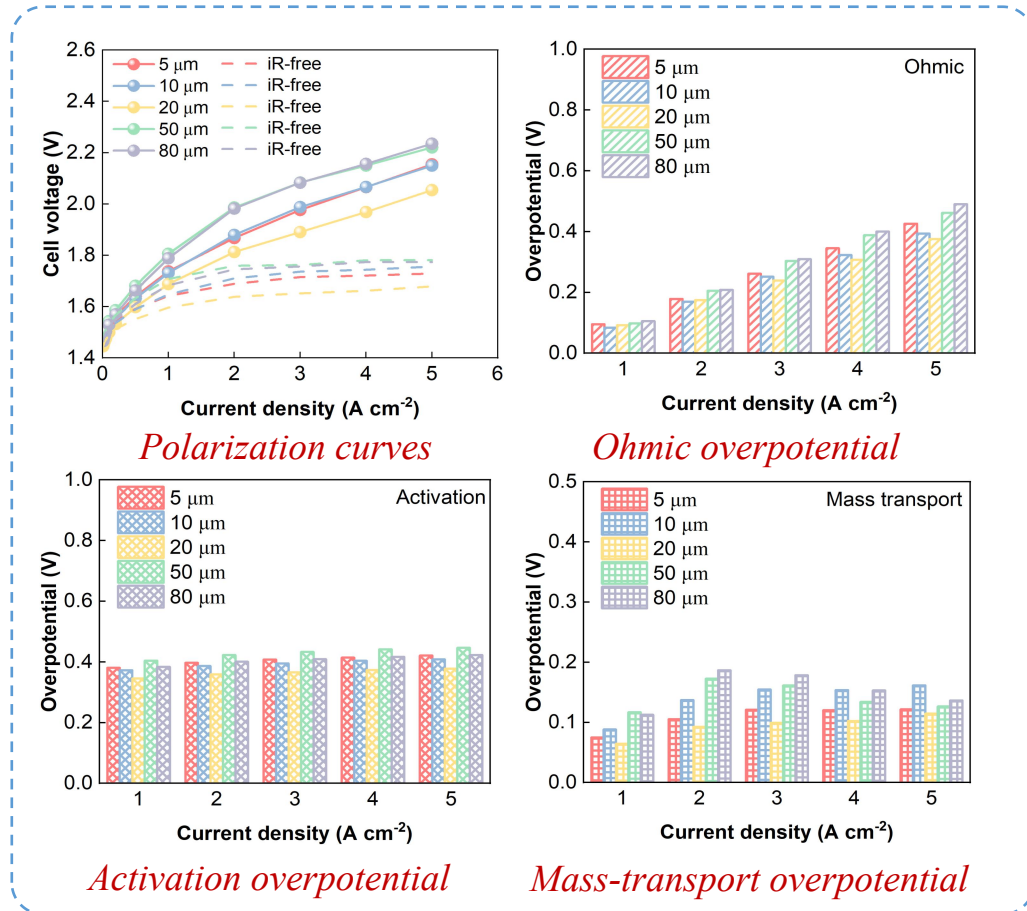 2.6
2.4
2.2
2.0
1.8
1.6
1.4
Cell voltage (V)
5 μm
10 μm
20 μm
50 μm
80 μm
iR-free
iR-free
iR-free
iR-free
iR-free
0 1 2 3 4 5 6
Current density (A cm⁻²)
Polarization curves
1.0
0.8
0.6
0.4
0.2
0.0
Overpotential (V)
5 μm
10 μm
20 μm
50 μm
80 μm
Ohmic
1 2 3 4 5
Current density (A cm⁻²)
Ohmic overpotential
1.0
0.8
0.6
0.4
0.2
0.0
Overpotential (V)
5 μm
10 μm
20 μm
50 μm
80 μm
Activation
1 2 3 4 5
Current density (A cm⁻²)
Activation overpotential
0.5
0.4
0.3
0.2
0.1
0.0
Overpotential (V)
5 μm
10 μm
20 μm
50 μm
80 μm
Mass transport
1 2 3 4 5
Current density (A cm⁻²)
Mass-transport overpotential